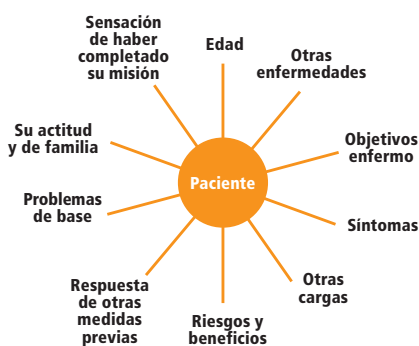 Sensación
de haber
completado
su misión
Edad
Otras
enfermedades
Su actitud
y de familia
Objetivos
enfermo
Paciente
Problemas
de base
Síntomas
Respuesta
de otras
medidas
previas
Riesgos y
beneficios
Otras
cargas